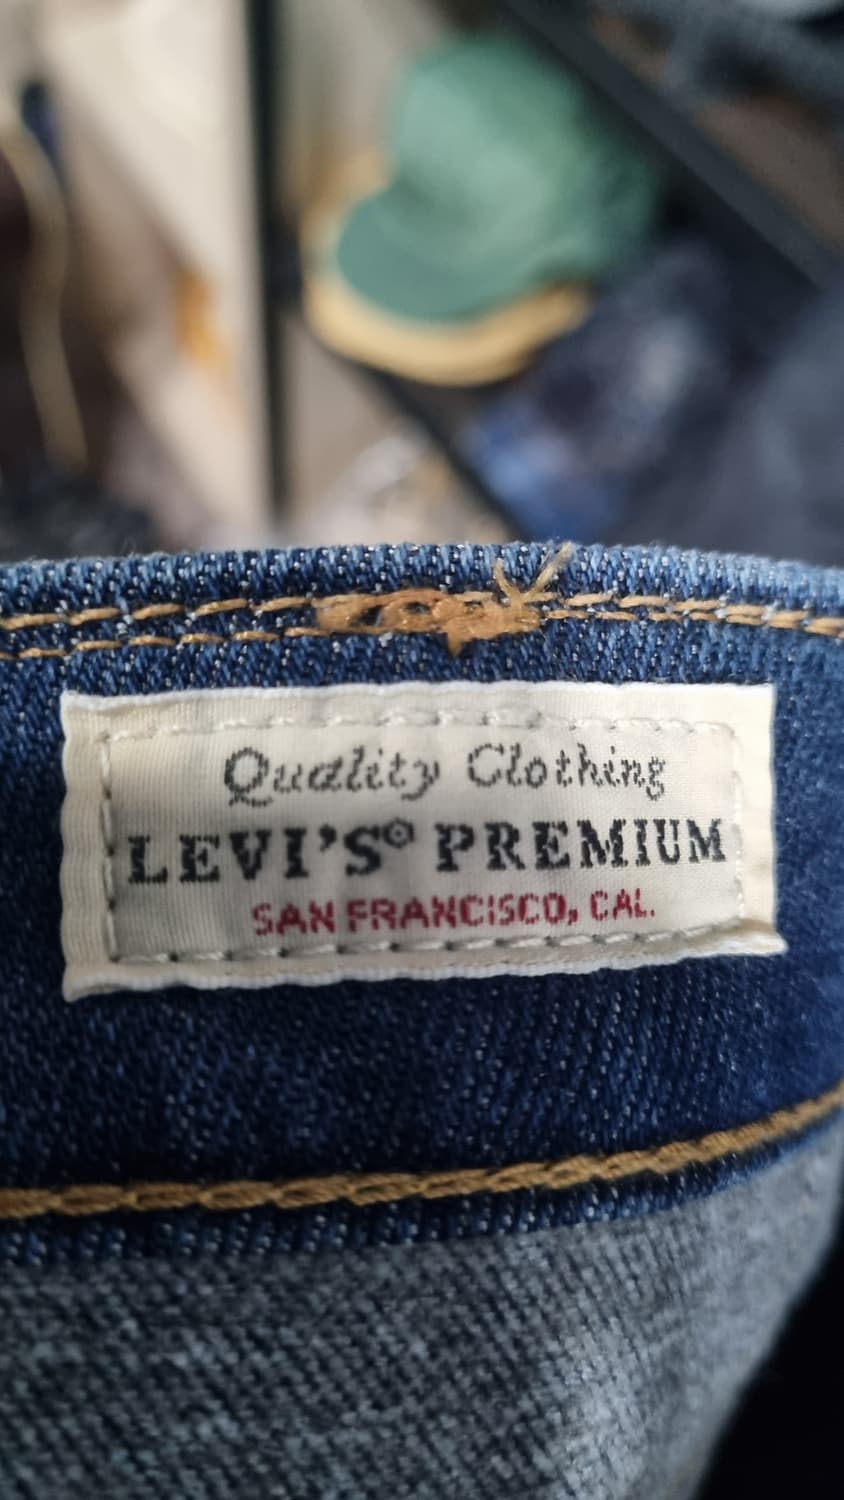 Quality Clothing
LEVI'S® PREMIUM
SAN FRANCISCO, CAL.